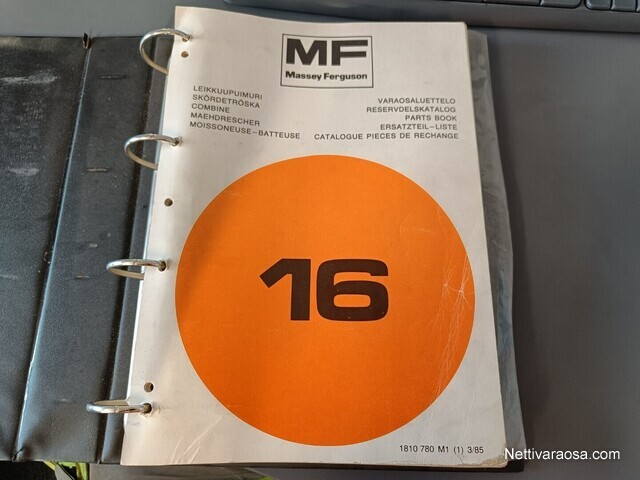 MF
Massey Ferguson
LEIKKUUPUIMURI
SKÖRDETRÖSKA
COMBINE
MAEHDRESCHER
MOISSONEUSE-BATTEUSE
VARAOSALUETTELO
RESERVDELSKATALOG
PARTS BOOK
ERSATZTEIL-LISTE
CATALOGUE PIECES DE RECHANGE
16
1810 780 M1 (1) 3/85
Nettivaraosa.com